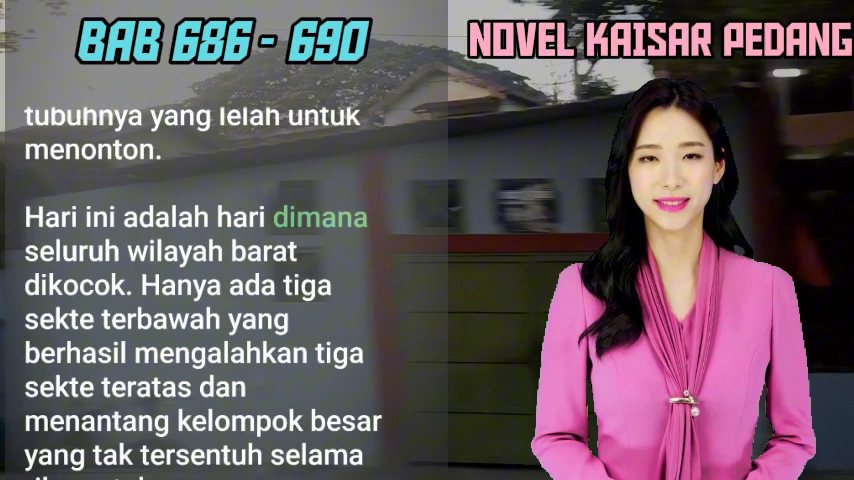 BAB 686 - 690
NOVEL KAISAR PEDANG
tubuhnya yang lelah untuk
menonton.
Hari ini adalah hari dimana
seluruh wilayah barat
dikocok. Hanya ada tiga
sekte terbawah yang
berhasil mengalahkan tiga
sekte teratas dan
menantang kelompok besar
yang tak tersentuh selama